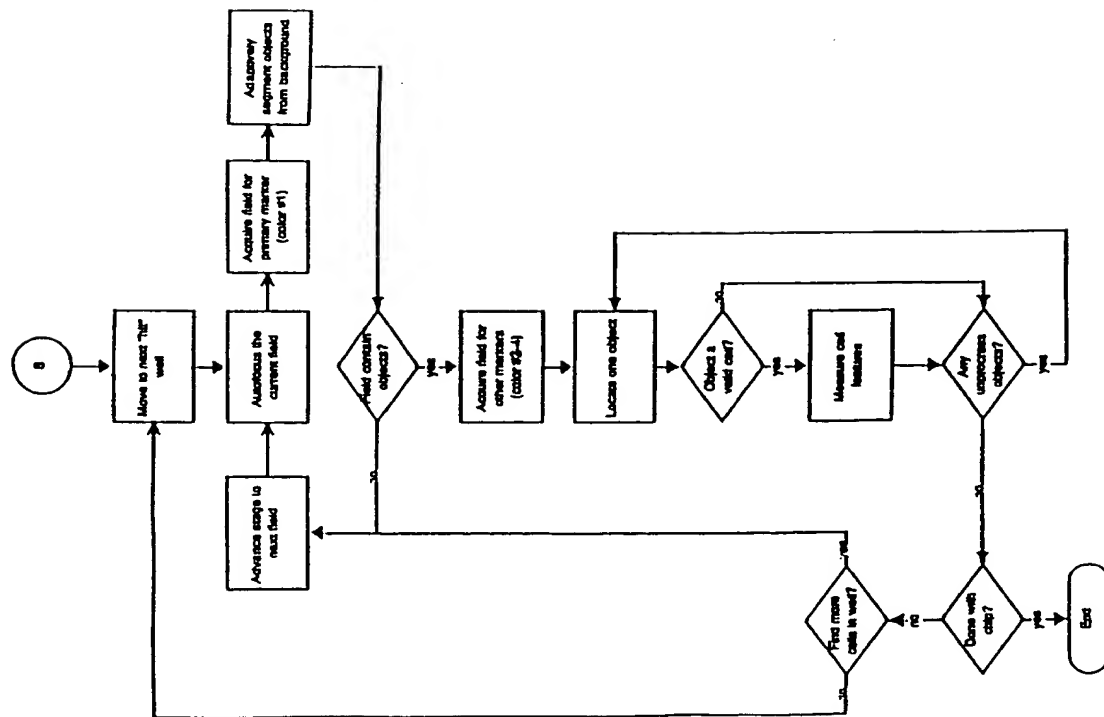 Move to next "hit"
well
Advance stage to
next field
Autofocus the
current field
Acquire field for
primary marker
(color #1)
Adaptively
segment objects
from background
Field contain
objects?
no
yes
Acquire field for
other markers
(color #2-4)
Locate one object
Object a
valid cell?
no
yes
Measure cell
features
Any
unprocress
objects?
no
yes
Find more
cells is well?
yes
no
Done with
chip?
no
yes
End